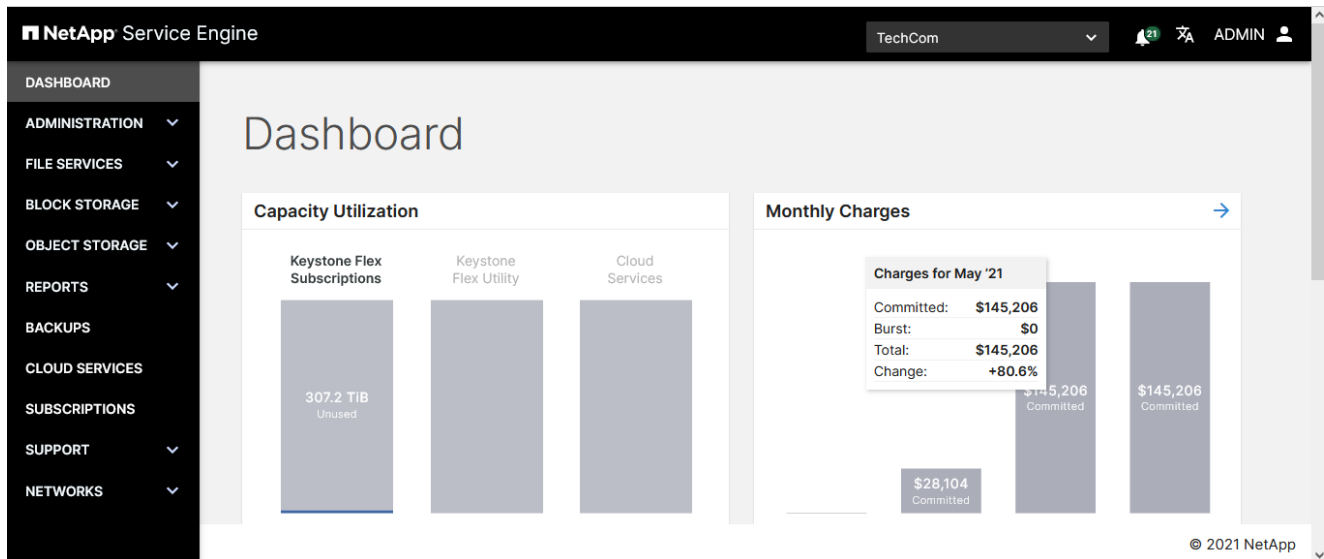 NetApp Service Engine
TechCom
21
ADMIN
DASHBOARD
ADMINISTRATION
FILE SERVICES
BLOCK STORAGE
OBJECT STORAGE
REPORTS
BACKUPS
CLOUD SERVICES
SUBSCRIPTIONS
SUPPORT
NETWORKS
Dashboard
Capacity Utilization
Keystone Flex
Subscriptions
Keystone
Flex Utility
Cloud
Services
307.2 TiB
Unused
Monthly Charges
Charges for May '21
Committed: $145,206
Burst: $0
Total: $145,206
Change: +80.6%
$28,104
Committed
$145,206
Committed
$145,206
Committed
© 2021 NetApp